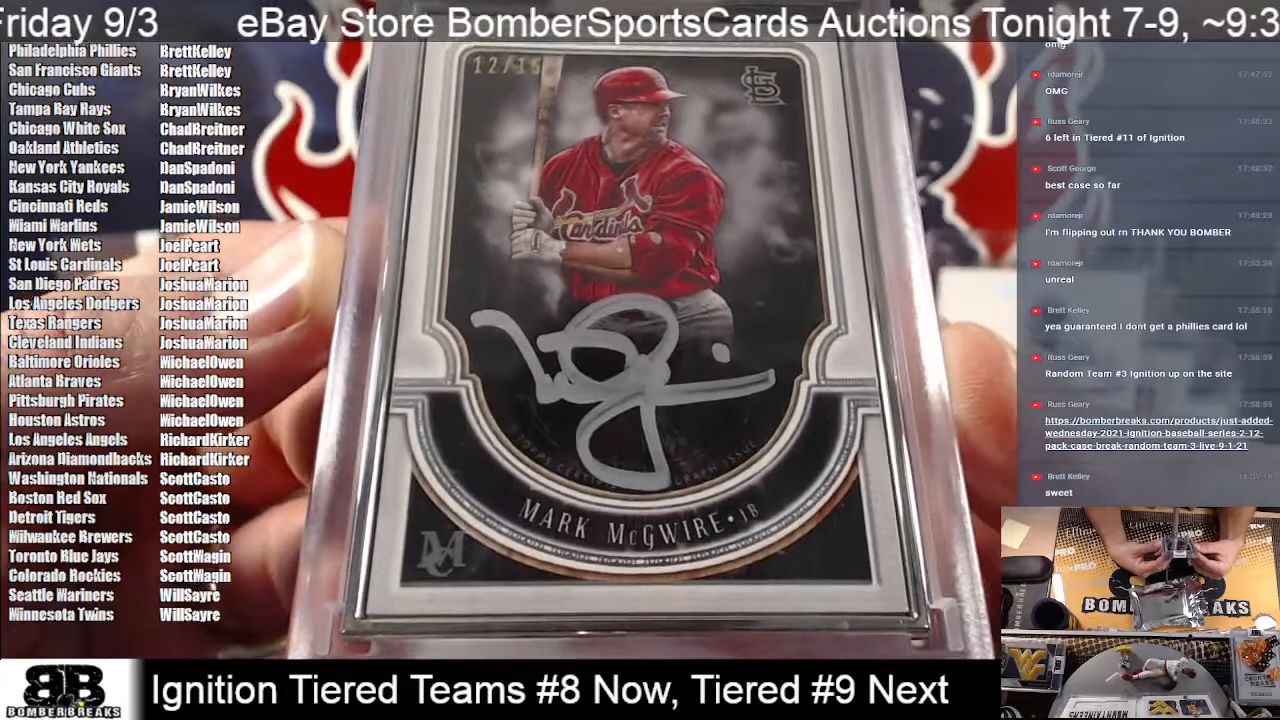 Friday 9/3 eBay Store BomberSportsCards Auctions Tonight 7-9, ~9:3
Philadelphia Phillies BrettKelley
San Francisco Giants BrettKelley
Chicago Cubs BryanWilkes
Tampa Ray Rays BryanWilkes
Chicago White Sox ChadBreitner
Oakland Athletics ChadBreitner
New York Yankees DanSpadoni
Kansas City Royals DanSpadoni
Cincinnati Reds JamieWilson
Miami Marlins JamieWilson
New York Mets JoelPeart
St Louis Cardinals JoelPeart
San Diego Padres JoshuaMarion
Los Angeles Dodgers JoshuaMarion
Texas Rangers JoshuaMarion
Cleveland Indians JoshuaMarion
Baltimore Orioles MichaelOwen
Atlanta Braves MichaelOwen
Pittsburgh Pirates MichaelOwen
Houston Astros MichaelOwen
Los Angeles Angels RichardKirker
Arizona Diamondbacks RichardKirker
Washington Nationals ScottCasto
Boston Red Sox ScottCasto
Detroit Tigers ScottCasto
Milwaukee Brewers ScottCasto
Toronto Blue Jays ScottMagin
Colorado Rockies ScottMagin
Seattle Mariners WillSayre
Minnesota Twins WillSayre
12/15
Cardinals
MARK McGWIRE • 1B
omg
rdamorejr
OMG
Russ Geary
6 left in Tiered #11 of Ignition
Scott George
best case so far
rdamorejr
I'm flipping out rn THANK YOU BOMBER
rdamorejr
unreal
Brett Kelley
yea guaranteed I dont get a phillies card lol
Russ Geary
Random Team #3 Ignition up on the site
Russ Geary
https://bomberbreaks.com/products/just-added-
wednesday-2021-ignition-baseball-series-2-12-
pack-case-break-random-team-3-live-9-1-21
Brett Kelley
sweet
BOMBERBREAKS
Ignition Tiered Teams #8 Now, Tiered #9 Next